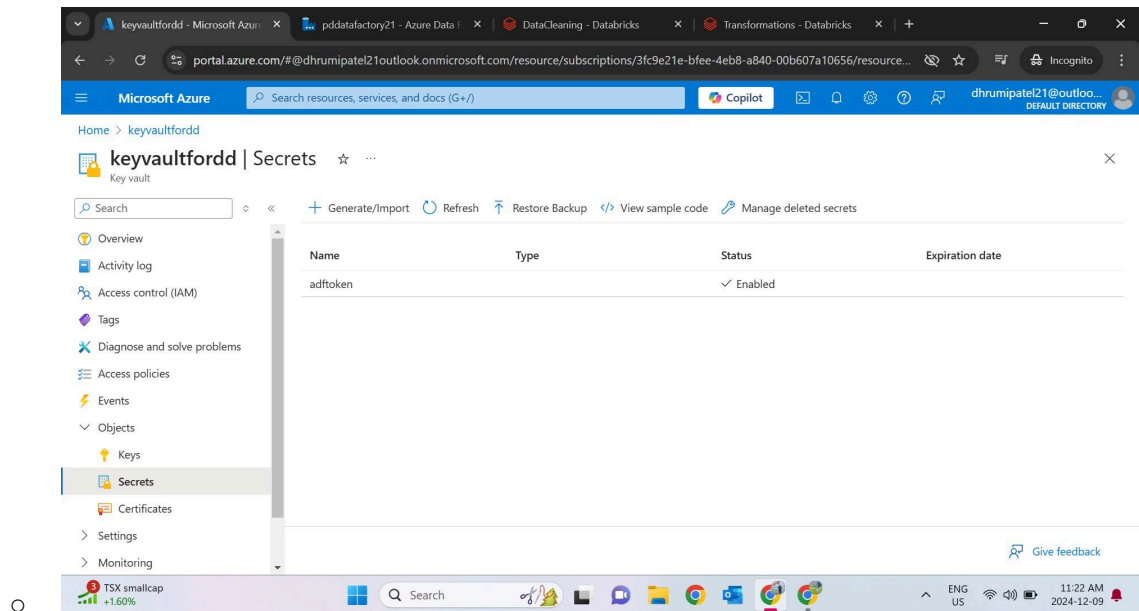 keyvaultfordd - Microsoft Azur
pddatafactory21 - Azure Data F
DataCleaning - Databricks
Transformations - Databricks
portal.azure.com/#@dhrumipatel21outlook.onmicrosoft.com/resource/subscriptions/3fc9e21e-bfee-4eb8-a840-00b607a10656/resource...
Incognito
Microsoft Azure
Search resources, services, and docs (G+/)
Copilot
dhrumipatel21@outloo...
DEFAULT DIRECTORY
Home > keyvaultfordd
keyvaultfordd | Secrets
Key vault
Search
Generate/Import
Refresh
Restore Backup
View sample code
Manage deleted secrets
Overview
Activity log
Access control (IAM)
Tags
Diagnose and solve problems
Access policies
Events
Objects
Keys
Secrets
Certificates
Settings
Monitoring
Name Type Status Expiration date
adftoken Enabled
Give feedback
3
TSX smallcap
+1.60%
Search
ENG
US
11:22 AM
2024-12-09